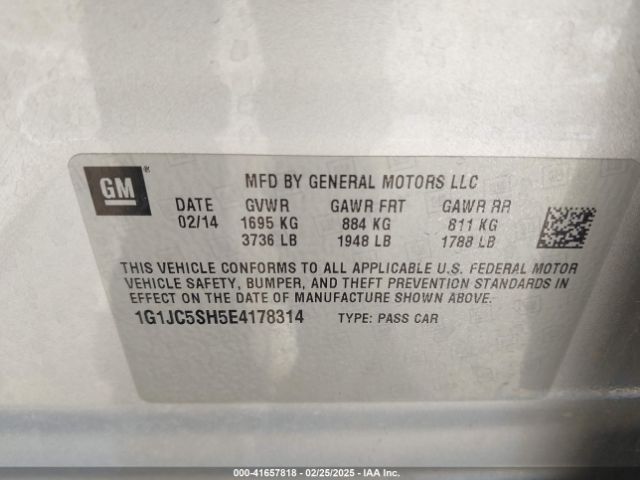 GM
MFD BY GENERAL MOTORS LLC
DATE GVWR GAWR FRT GAWR RR
02/14 1695 KG 884 KG 811 KG
3736 LB 1948 LB 1788 LB
THIS VEHICLE CONFORMS TO ALL APPLICABLE U.S. FEDERAL MOTOR
VEHICLE SAFETY, BUMPER, AND THEFT PREVENTION STANDARDS IN
EFFECT ON THE DATE OF MANUFACTURE SHOWN ABOVE.
1G1JC5SH5E4178314 TYPE: PASS CAR
000-41657818 - 02/25/2025 - IAA Inc.